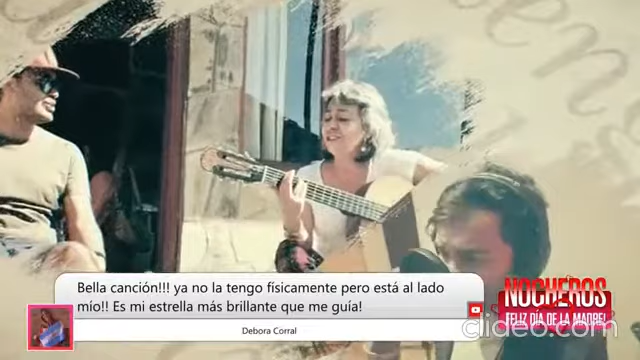 Bella canción!!! ya no la tengo físicamente pero está al lado
mío!! Es mi estrella más brillante que me guía!
Debora Corral
NOCHEROS
¡FELIZ DÍA DE LA MADRE!
clideo.com